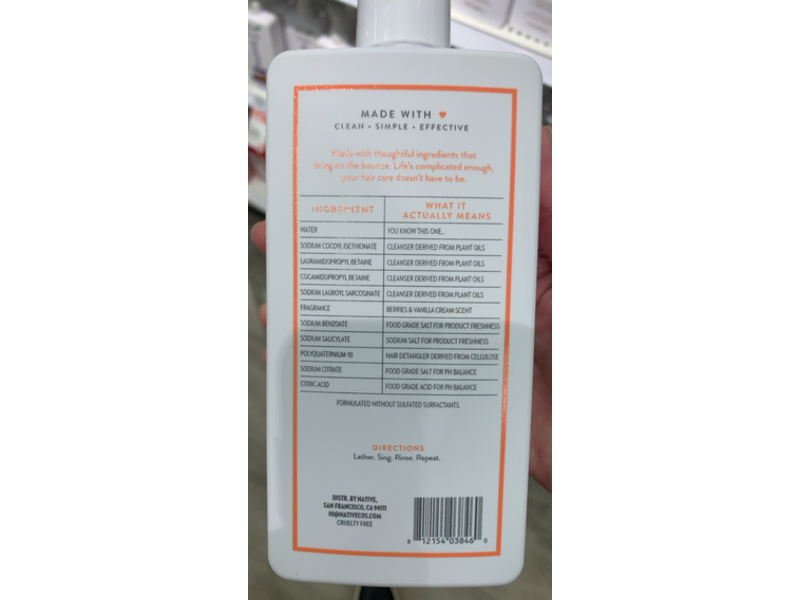 MADE WITH ♥
CLEAN • SIMPLE • EFFECTIVE
Made with thoughtful ingredients that
bring on the bounce. Life's complicated enough,
your hair care doesn't have to be.
INGREDIENT WHAT IT ACTUALLY MEANS
WATER YOU KNOW THIS ONE...
SODIUM COCOYL ISETHIONATE CLEANSER DERIVED FROM PLANT OILS
LAURAMIDOPROPYL BETAINE CLEANSER DERIVED FROM PLANT OILS
COCAMIDOPROPYL BETAINE CLEANSER DERIVED FROM PLANT OILS
SODIUM LAUROYL SARCOSINATE CLEANSER DERIVED FROM PLANT OILS
FRAGRANCE BERRIES & VANILLA CREAM SCENT
SODIUM BENZOATE FOOD GRADE SALT FOR PRODUCT FRESHNESS
SODIUM SALICYLATE SODIUM SALT FOR PRODUCT FRESHNESS
POLYQUATERNIUM-10 HAIR DETANGLER DERIVED FROM CELLULOSE
SODIUM CITRATE FOOD GRADE SALT FOR PH BALANCE
CITRIC ACID FOOD GRADE ACID FOR PH BALANCE
FORMULATED WITHOUT SULFATED SURFACTANTS.
DIRECTIONS
Lather. Sing. Rinse. Repeat.
DISTR. BY NATIVE,
SAN FRANCISCO, CA 94111
HI@NATIVECOS.COM
CRUELTY FREE
8 12154 03846 0